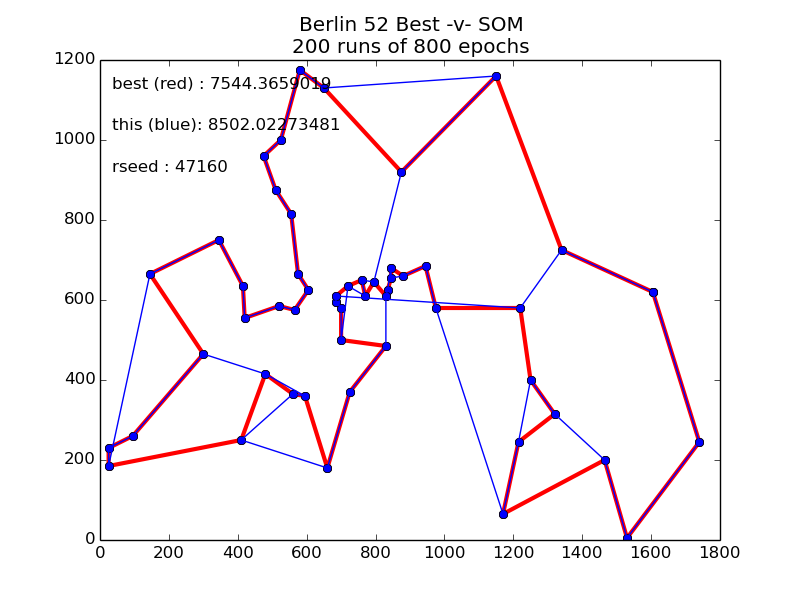 Berlin 52 Best -v- SOM
200 runs of 800 epochs
1200
best (red) : 7544.3659019
this (blue): 8502.02273481
1000
rseed : 47160
800
600
400
200
0
0 200 400 600 800 1000 1200 1400 1600 1800